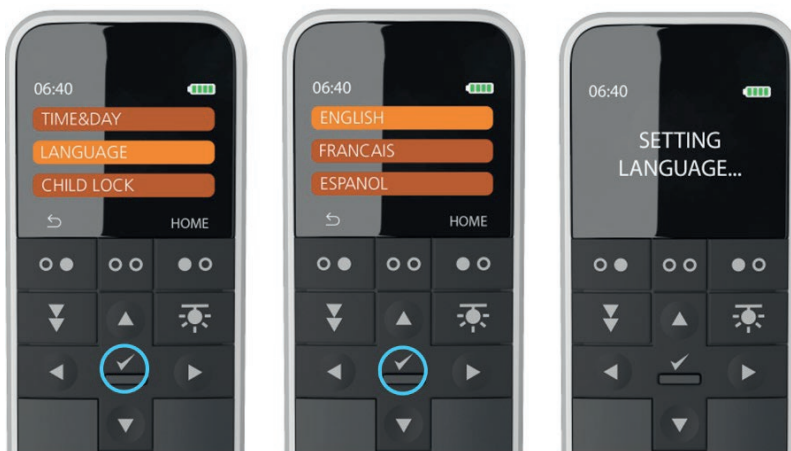 06:40
TIME&DAY
LANGUAGE
CHILD LOCK
HOME
06:40
ENGLISH
FRANCAIS
ESPANOL
HOME
06:40
SETTING
LANGUAGE...